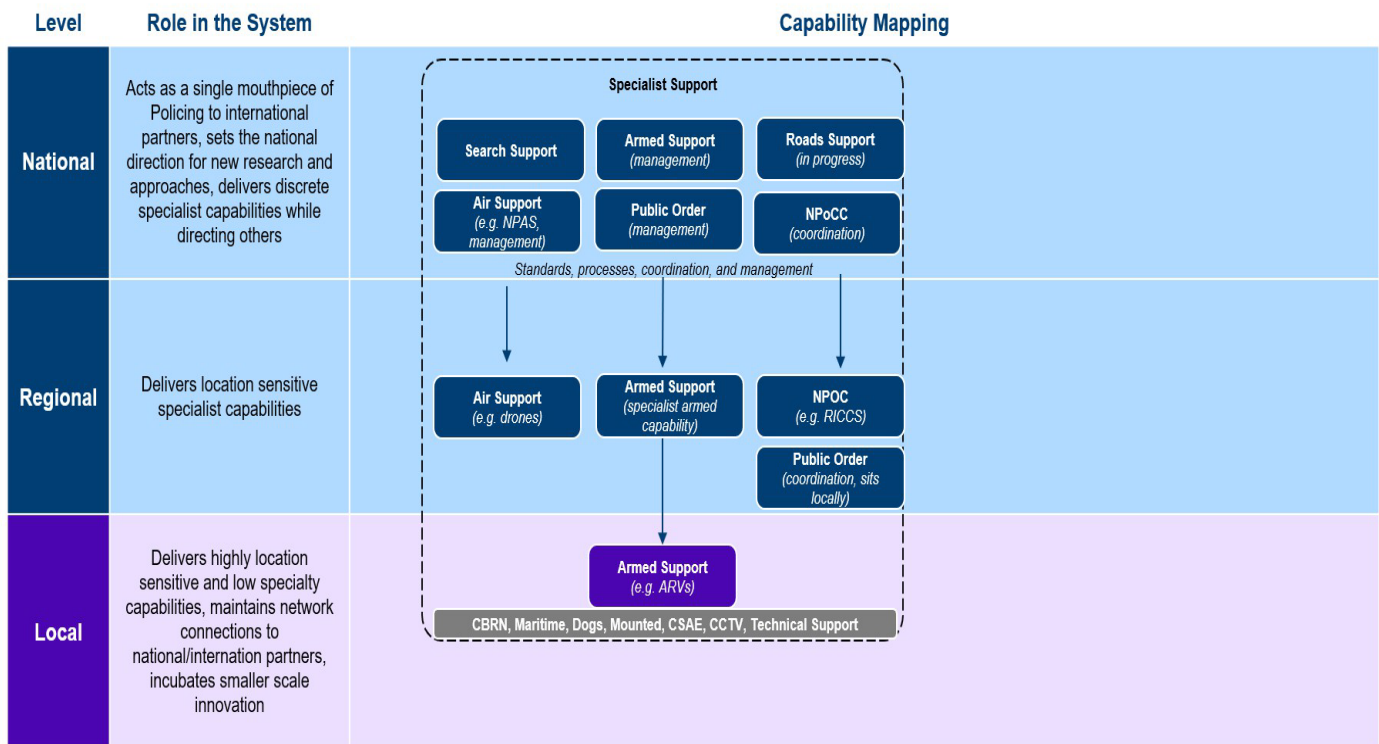 Level
Role in the System
Capability Mapping
National
Acts as a single mouthpiece of
Policing to international
partners, sets the national
direction for new research and
approaches, delivers discrete
specialist capabilities while
directing others
Specialist Support
Search Support
Armed Support
(management)
Roads Support
(in progress)
Air Support
(e.g. NPAS,
management)
Public Order
(management)
NPoCC
(coordination)
Standards, processes, coordination, and management
Regional
Delivers location sensitive
specialist capabilities
Air Support
(e.g. drones)
Armed Support
(specialist armed
capability)
NPOC
(e.g. RICCS)
Public Order
(coordination, sits
locally)
Local
Delivers highly location
sensitive and low specialty
capabilities, maintains network
connections to
national/internation partners,
incubates smaller scale
innovation
Armed Support
(e.g. ARVs)
CBRN, Maritime, Dogs, Mounted, CSAE, CCTV, Technical Support